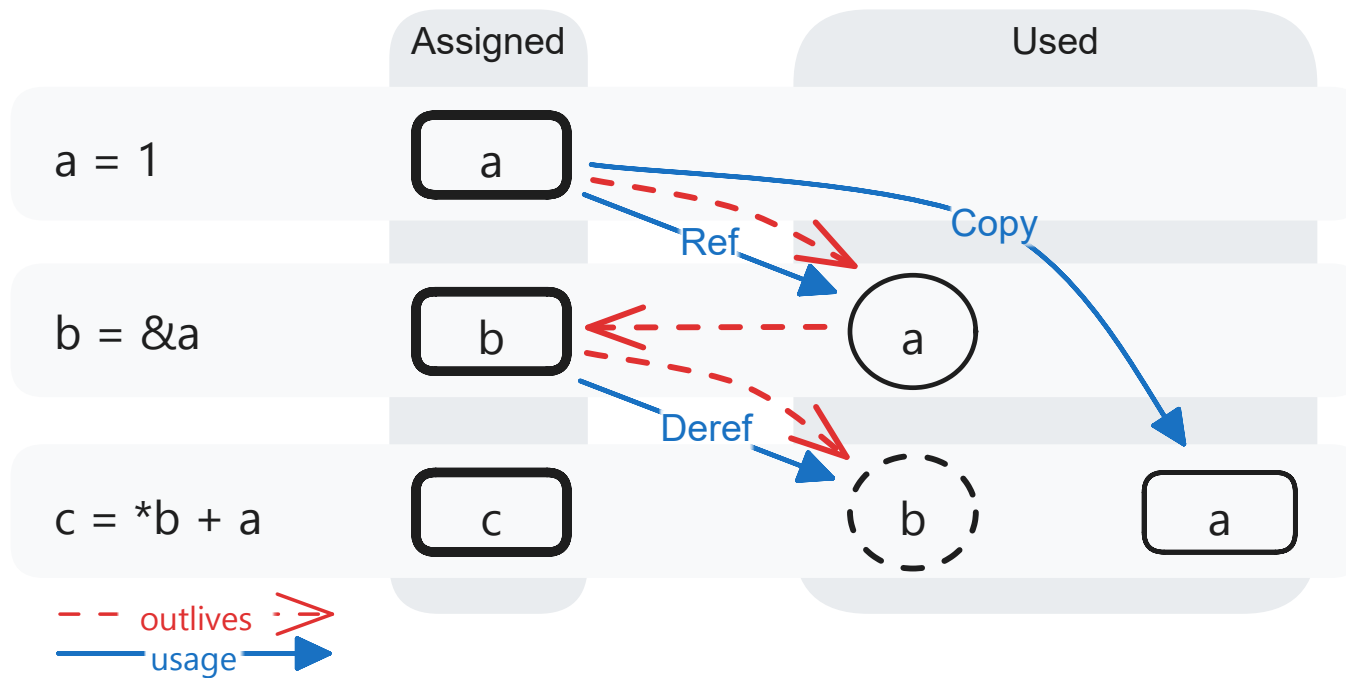 Assigned
Used
a = 1
a
Copy
Ref
b = &a
b
a
Deref
c = *b + a
c
b
a
outlives
usage